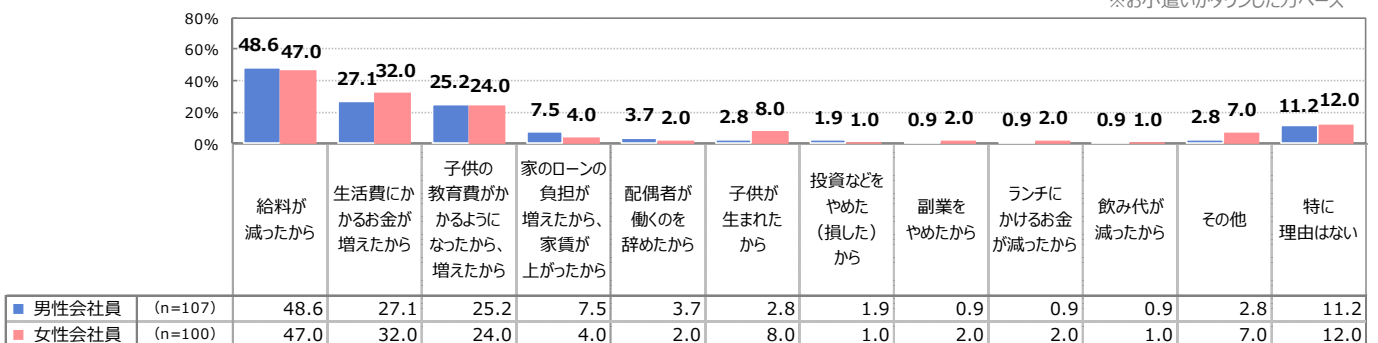 ※お小遣いがダウンした方ベース
80%
60%
40%
20%
0%
48.6 47.0 27.1 32.0 25.2 24.0 7.5 4.0 3.7 2.0 2.8 8.0 1.9 1.0 0.9 2.0 0.9 2.0 0.9 1.0 2.8 7.0 11.2 12.0
給料が
減ったから
生活費にか
かるお金が
増えたから
子供の
教育費がか
かるように
なったから、
増えたから
家のローンの
負担が
増えたから、
家賃が
上がったから
配偶者が
働くのを
辞めたから
子供が
生まれた
から
投資などを
やめた
(損した)
から
副業を
やめたから
ランチに
かけるお金
が減ったから
飲み代が
減ったから
その他
特に
理由はない
男性会社員 (n=107) 48.6 27.1 25.2 7.5 3.7 2.8 1.9 0.9 0.9 0.9 2.8 11.2
女性会社員 (n=100) 47.0 32.0 24.0 4.0 2.0 8.0 1.0 2.0 2.0 1.0 7.0 12.0